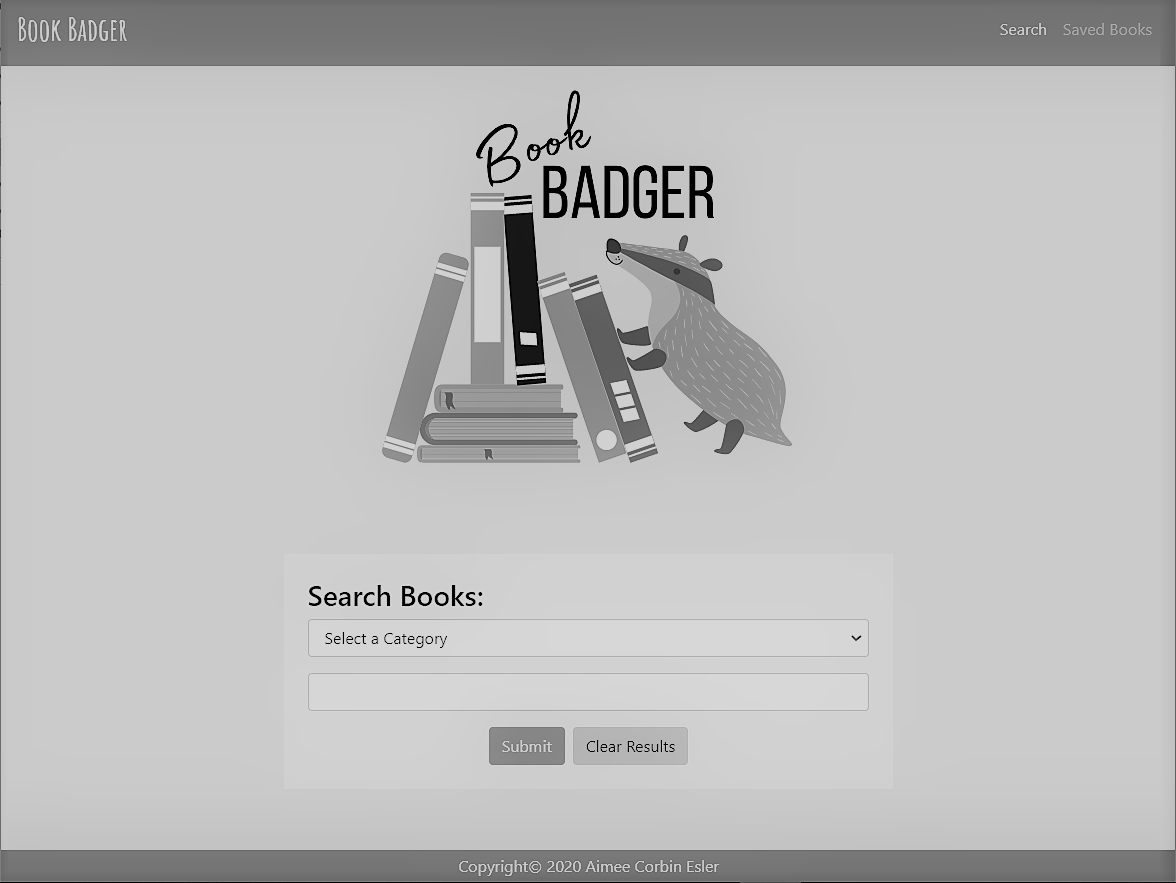 Book Badger
Search Saved Books
Book
BADGER
Search Books:
Select a Category
Submit Clear Results
Copyright© 2020 Aimee Corbin Esler